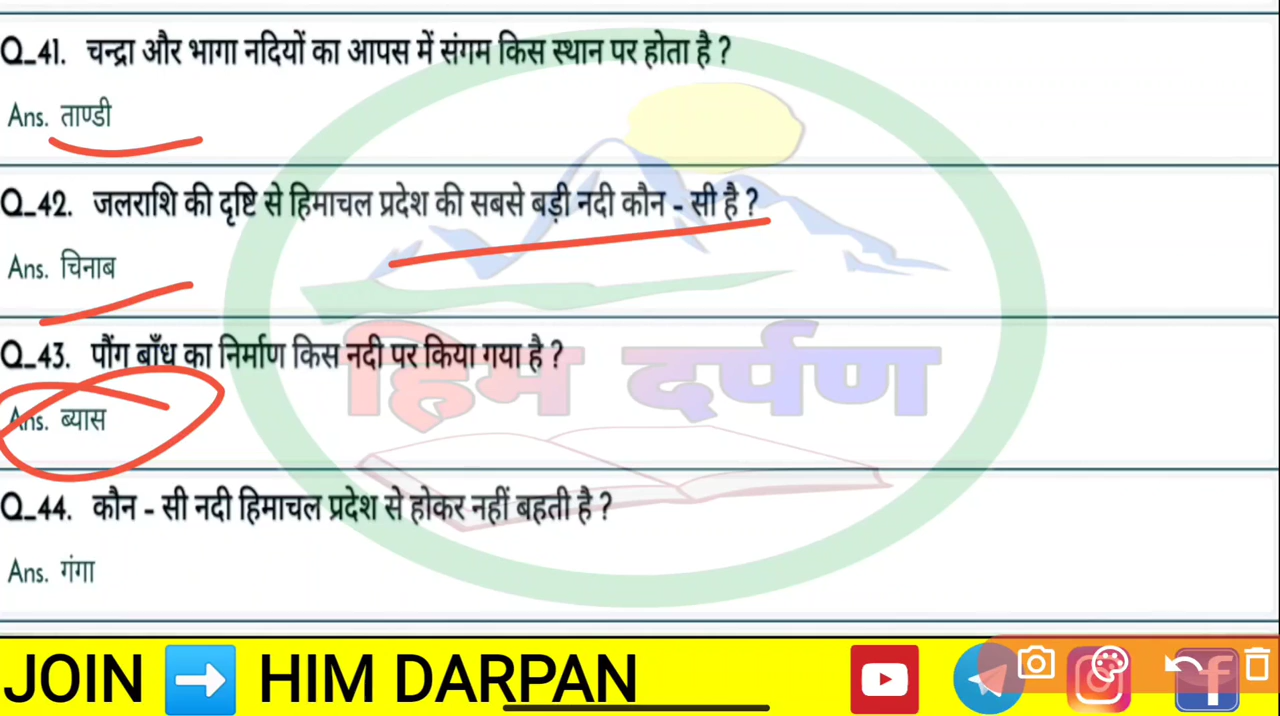 Q_41. चन्द्रा और भागा नदियों का आपस में संगम किस स्थान पर होता है ?
Ans. ताण्डी
Q_42. जलराशि की दृष्टि से हिमाचल प्रदेश की सबसे बड़ी नदी कौन - सी है ?
Ans. चिनाब
Q_43. पौंग बाँध का निर्माण किस नदी पर किया गया है ?
Ans. ब्यास
हिम दर्पण
Q_44. कौन - सी नदी हिमाचल प्रदेश से होकर नहीं बहती है ?
Ans. गंगा
JOIN HIM DARPAN